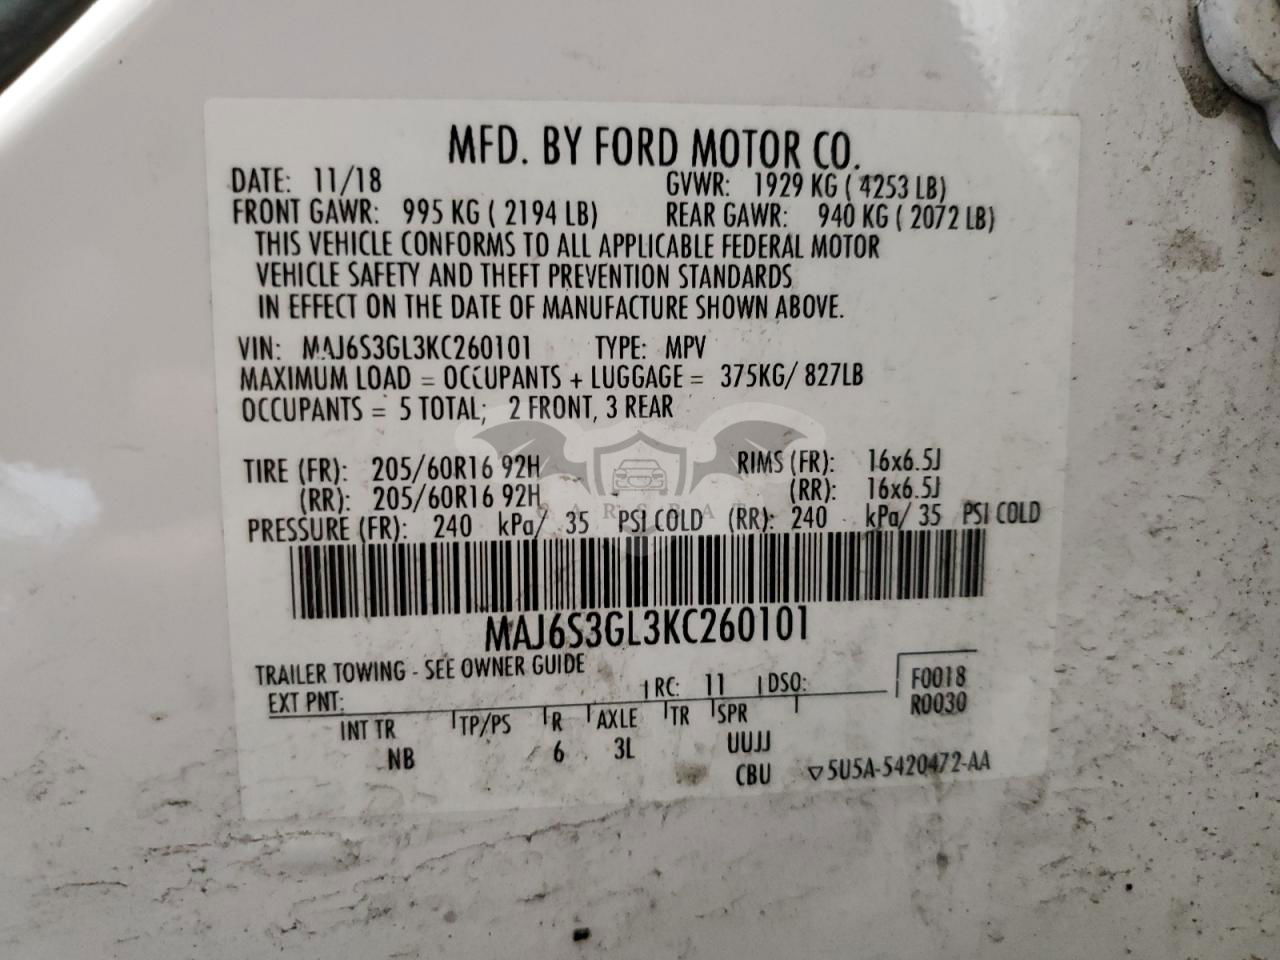 MFD. BY FORD MOTOR CO.
DATE: 11/18 GVWR: 1929 KG ( 4253 LB)
FRONT GAWR: 995 KG ( 2194 LB) REAR GAWR: 940 KG ( 2072 LB)
THIS VEHICLE CONFORMS TO ALL APPLICABLE FEDERAL MOTOR
VEHICLE SAFETY AND THEFT PREVENTION STANDARDS
IN EFFECT ON THE DATE OF MANUFACTURE SHOWN ABOVE.
VIN: MAJ6S3GL3KC260101 TYPE: MPV
MAXIMUM LOAD = OCCUPANTS + LUGGAGE = 375KG/ 827LB
OCCUPANTS = 5 TOTAL; 2 FRONT, 3 REAR
TIRE (FR): 205/60R16 92H RIMS (FR): 16x6.5J
(RR): 205/60R16 92H (RR): 16x6.5J
PRESSURE (FR): 240 kPa/ 35 PSI COLD (RR): 240 kPa/ 35 PSI COLD
MAJ6S3GL3KC260101
TRAILER TOWING - SEE OWNER GUIDE
EXT PNT: RC: 11 DSO: F0018
R0030
INT TR TP/PS R AXLE TR SPR
NB 6 3L UUJJ
CBU ▽5U5A-5420472-AA